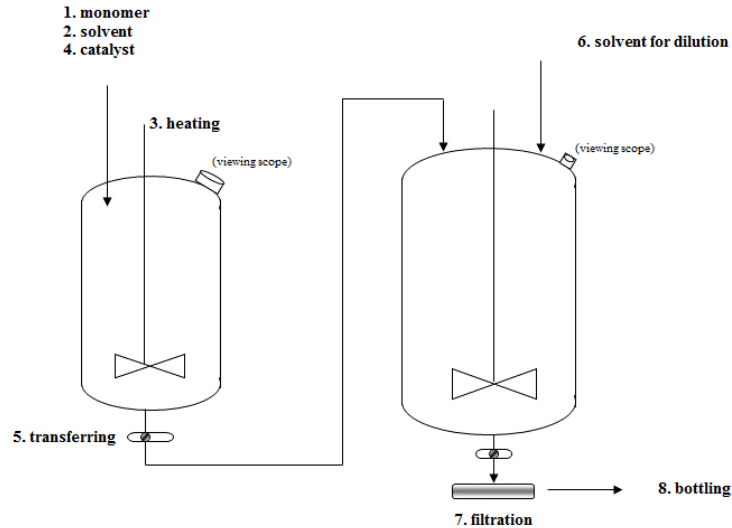 1. monomer
2. solvent
4. catalyst
3. heating
(viewing scope)
5. transferring
6. solvent for dilution
(viewing scope)
7. filtration
8. bottling